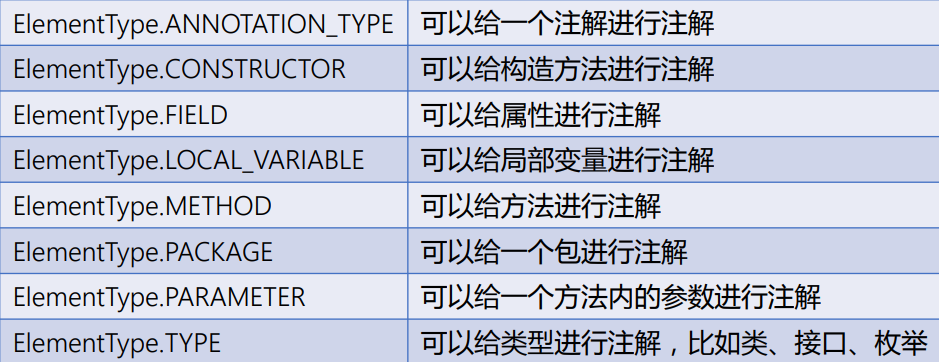 ElementType.ANNOTATION_TYPE 可以给一个注解进行注解
ElementType.CONSTRUCTOR 可以给构造方法进行注解
ElementType.FIELD 可以给属性进行注解
ElementType.LOCAL_VARIABLE 可以给局部变量进行注解
ElementType.METHOD 可以给方法进行注解
ElementType.PACKAGE 可以给一个包进行注解
ElementType.PARAMETER 可以给一个方法内的参数进行注解
ElementType.TYPE 可以给类型进行注解，比如类、接口、枚举